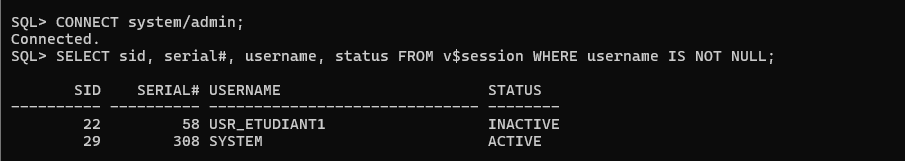 SQL> CONNECT system/admin;
Connected.
SQL> SELECT sid, serial#, username, status FROM v$session WHERE username IS NOT NULL;
       SID    SERIAL# USERNAME                       STATUS
---------- ---------- ------------------------------ --------
        22         58 USR_ETUDIANT1                  INACTIVE
        29        308 SYSTEM                         ACTIVE